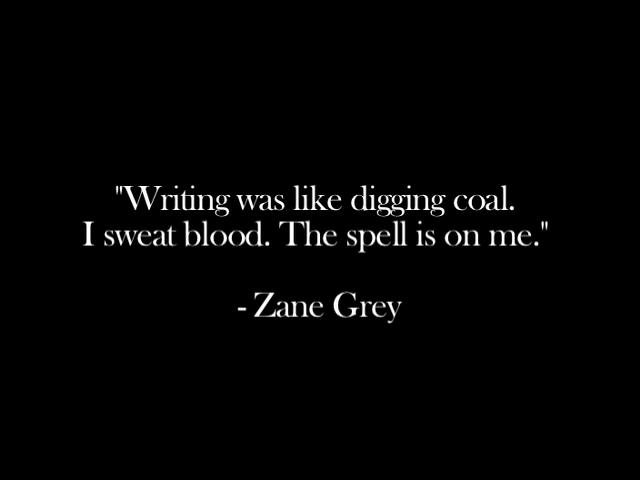 "Writing was like digging coal.
I sweat blood. The spell is on me."
- Zane Grey